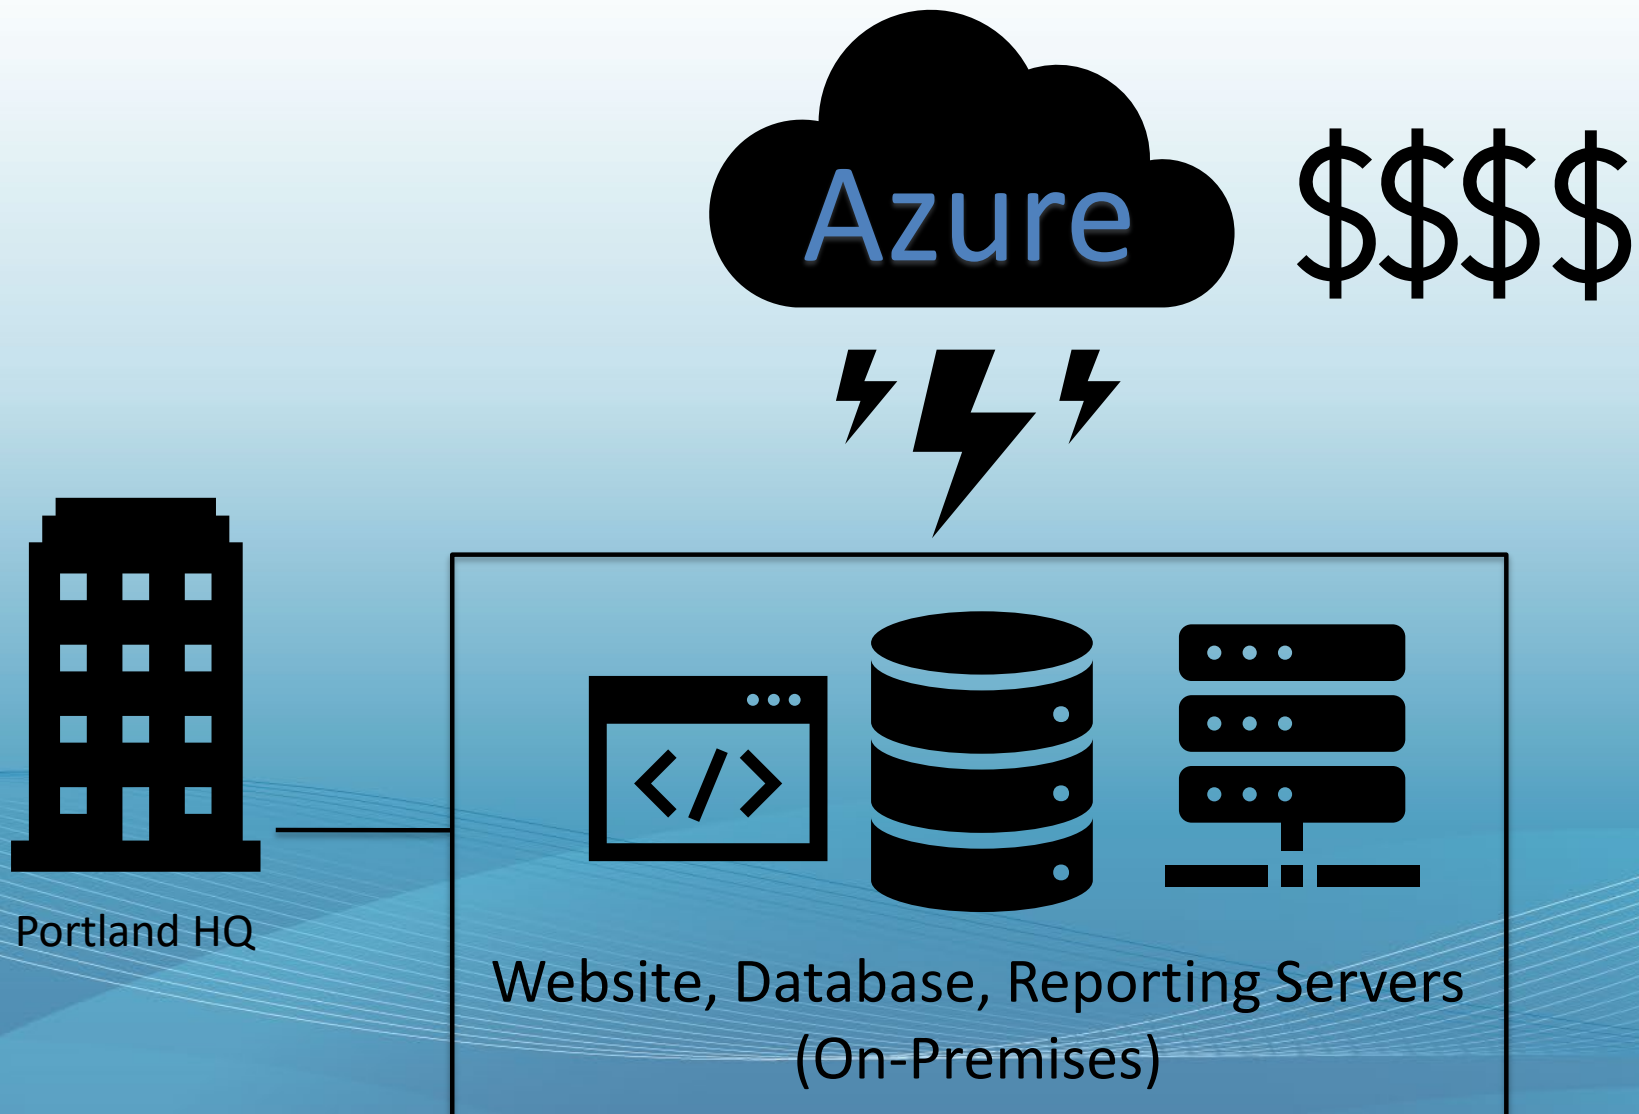 Azure
$$$$
</>
Portland HQ
Website, Database, Reporting Servers
(On-Premises)